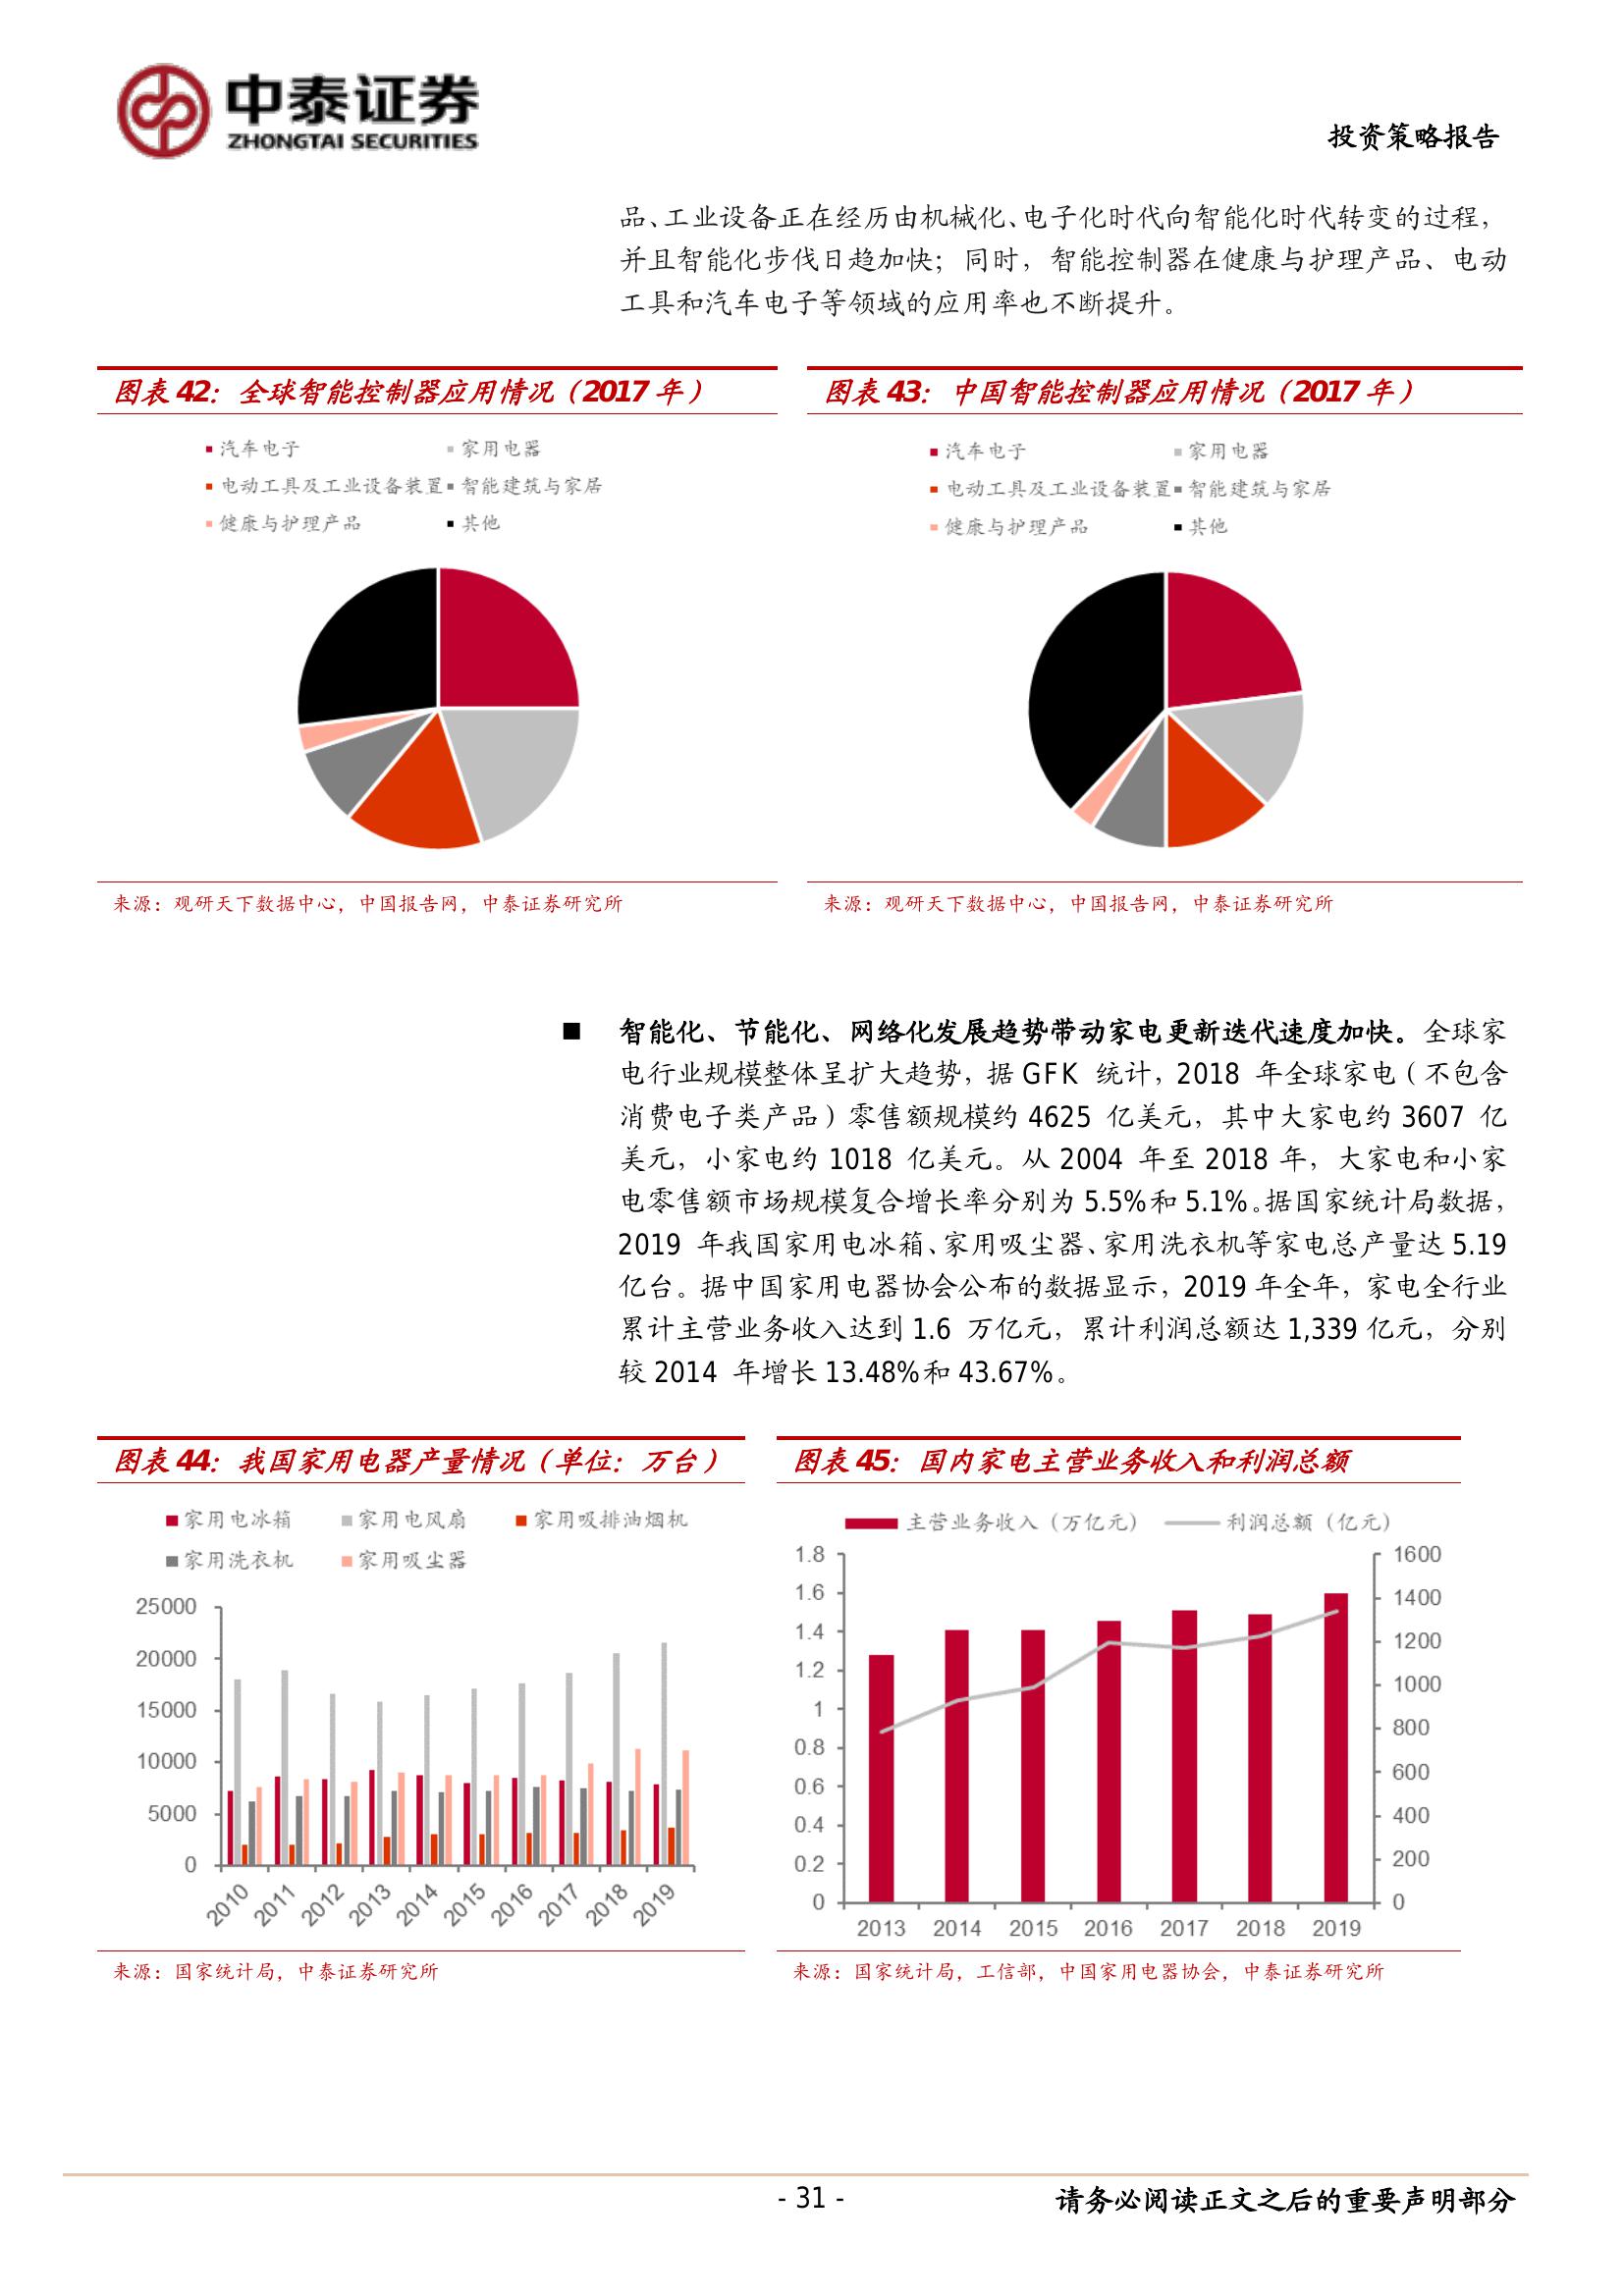 中泰证券
ZHONGTAI SECURITIES
投资策略报告
品、工业设备正在经历由机械化、电子化时代向智能化时代转变的过程，
并且智能化步伐日趋加快；同时，智能控制器在健康与护理产品、电动
工具和汽车电子等领域的应用率也不断提升。
图表 42：全球智能控制器应用情况（2017 年）
汽车电子 家用电器
电动工具及工业设备装置 智能建筑与家居
健康与护理产品 其他
来源：观研天下数据中心，中国报告网，中泰证券研究所
图表 43：中国智能控制器应用情况（2017 年）
汽车电子 家用电器
电动工具及工业设备装置 智能建筑与家居
健康与护理产品 其他
来源：观研天下数据中心，中国报告网，中泰证券研究所
■ 智能化、节能化、网络化发展趋势带动家电更新迭代速度加快。全球家
电行业规模整体呈扩大趋势，据 GFK 统计，2018 年全球家电（不包含
消费电子类产品）零售额规模约 4625 亿美元，其中大家电约 3607 亿
美元，小家电约 1018 亿美元。从 2004 年至 2018 年，大家电和小家
电零售额市场规模复合增长率分别为 5.5%和 5.1%。据国家统计局数据，
2019 年我国家用电冰箱、家用吸尘器、家用洗衣机等家电总产量达 5.19
亿台。据中国家用电器协会公布的数据显示，2019 年全年，家电全行业
累计主营业务收入达到 1.6 万亿元，累计利润总额达 1,339 亿元，分别
较 2014 年增长 13.48%和 43.67%。
图表 44：我国家用电器产量情况（单位：万台）
家用电冰箱 家用电风扇 家用吸排油烟机
家用洗衣机 家用吸尘器
25000
20000
15000
10000
5000
0
2010 2011 2012 2013 2014 2015 2016 2017 2018 2019
来源：国家统计局，中泰证券研究所
图表 45：国内家电主营业务收入和利润总额
主营业务收入（万亿元） 利润总额（亿元）
1.8 1600
1.6 1400
1.4 1200
1.2 1000
1 800
0.8 600
0.6 400
0.4 200
0.2 0
0
2013 2014 2015 2016 2017 2018 2019
来源：国家统计局，工信部，中国家用电器协会，中泰证券研究所
- 31 -
请务必阅读正文之后的重要声明部分